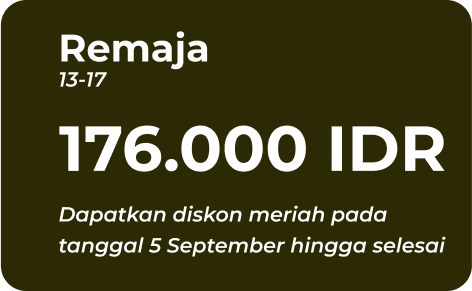 Remaja
13-17
176.000 IDR
Dapatkan diskon meriah pada
tanggal 5 September hingga selesai